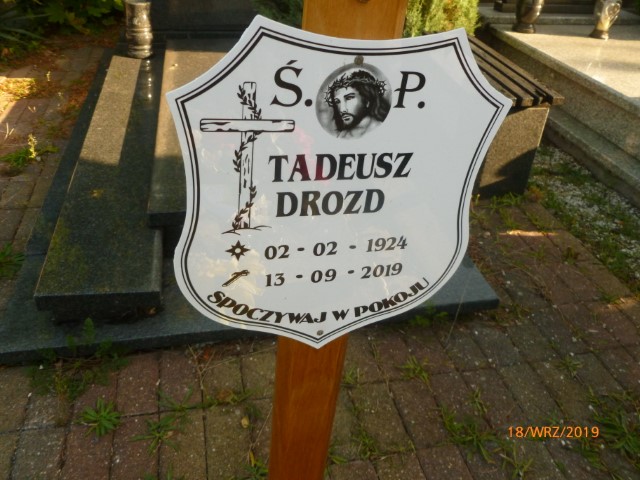 Ś. P.
TADEUSZ
DROZD
02 - 02 - 1924
13 - 09 - 2019
SPOCZYWAJ W POKOJU
18/WRZ/2019